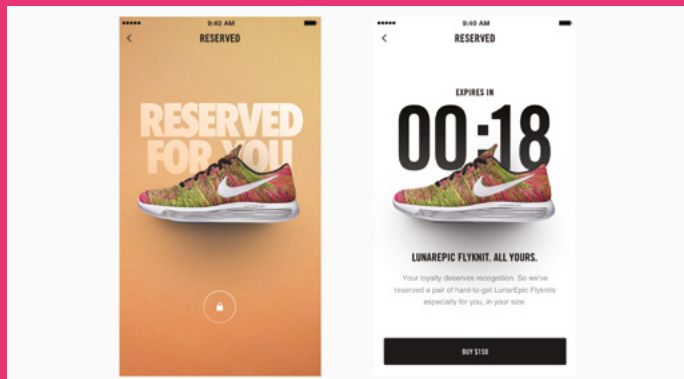 9:40 AM
RESERVED
RESERVED
FOR YOU
9:40 AM
RESERVED
EXPIRES IN
00:18
LUNAREPIC FLYKNIT. ALL YOURS.
Your loyalty deserves recognition. So we've
reserved a pair of hard-to-get LunarEpic Flyknits
especially for you, in your size.
BUY $150